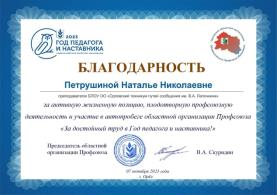 2023
ГОД ПЕДАГОГА
И НАСТАВНИКА
БЛАГОДАРНОСТЬ
Петрушиной Наталье Николаевне
преподавателю БПОУ ОО «Орловский техникум путей сообщения им. В.А. Лапочкина»
за активную жизненную позицию, плодотворную профсоюзную
деятельность и участие в автопробеге областной организации Профсоюза
«За достойный труд в Год педагога и наставника!»
Председатель областной
организации Профсоюза
В.А. Скуридин
07 октября 2023 года
г. Орёл